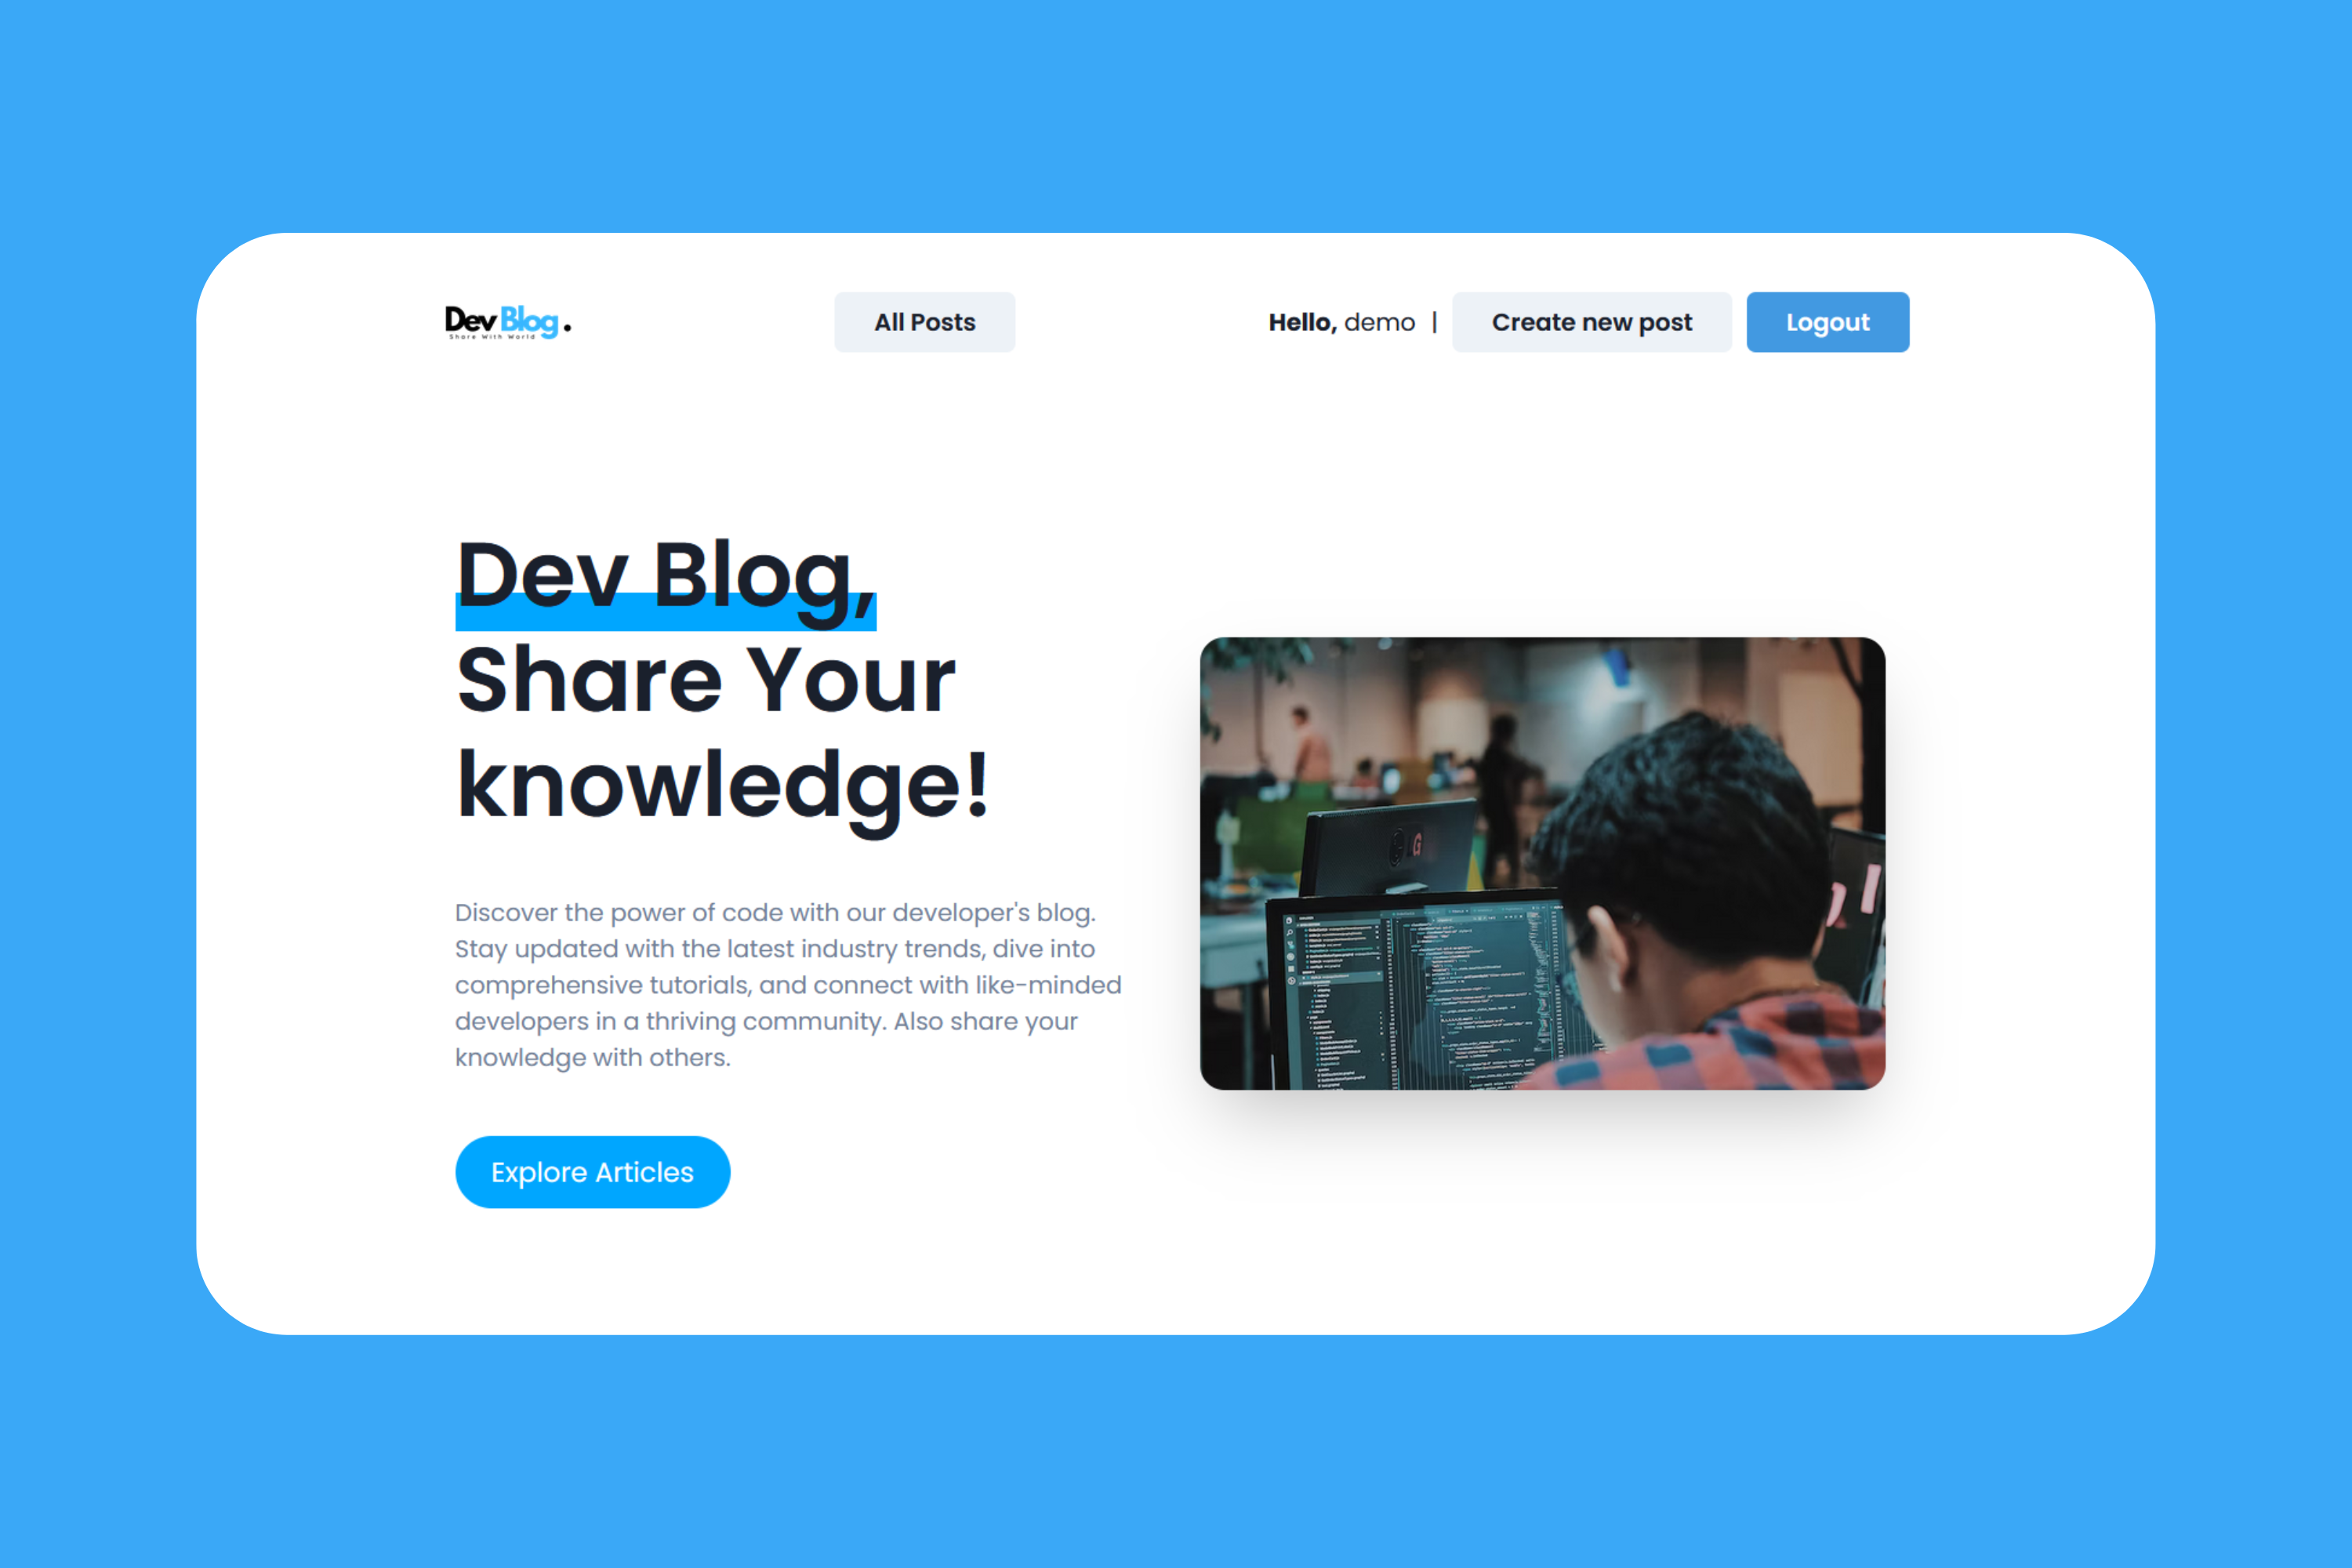 Dev Blog.
Share With World
All Posts
Hello, demo |
Create new post
Logout
Dev Blog,
Share Your
knowledge!
Discover the power of code with our developer's blog.
Stay updated with the latest industry trends, dive into
comprehensive tutorials, and connect with like-minded
developers in a thriving community. Also share your
knowledge with others.
Explore Articles